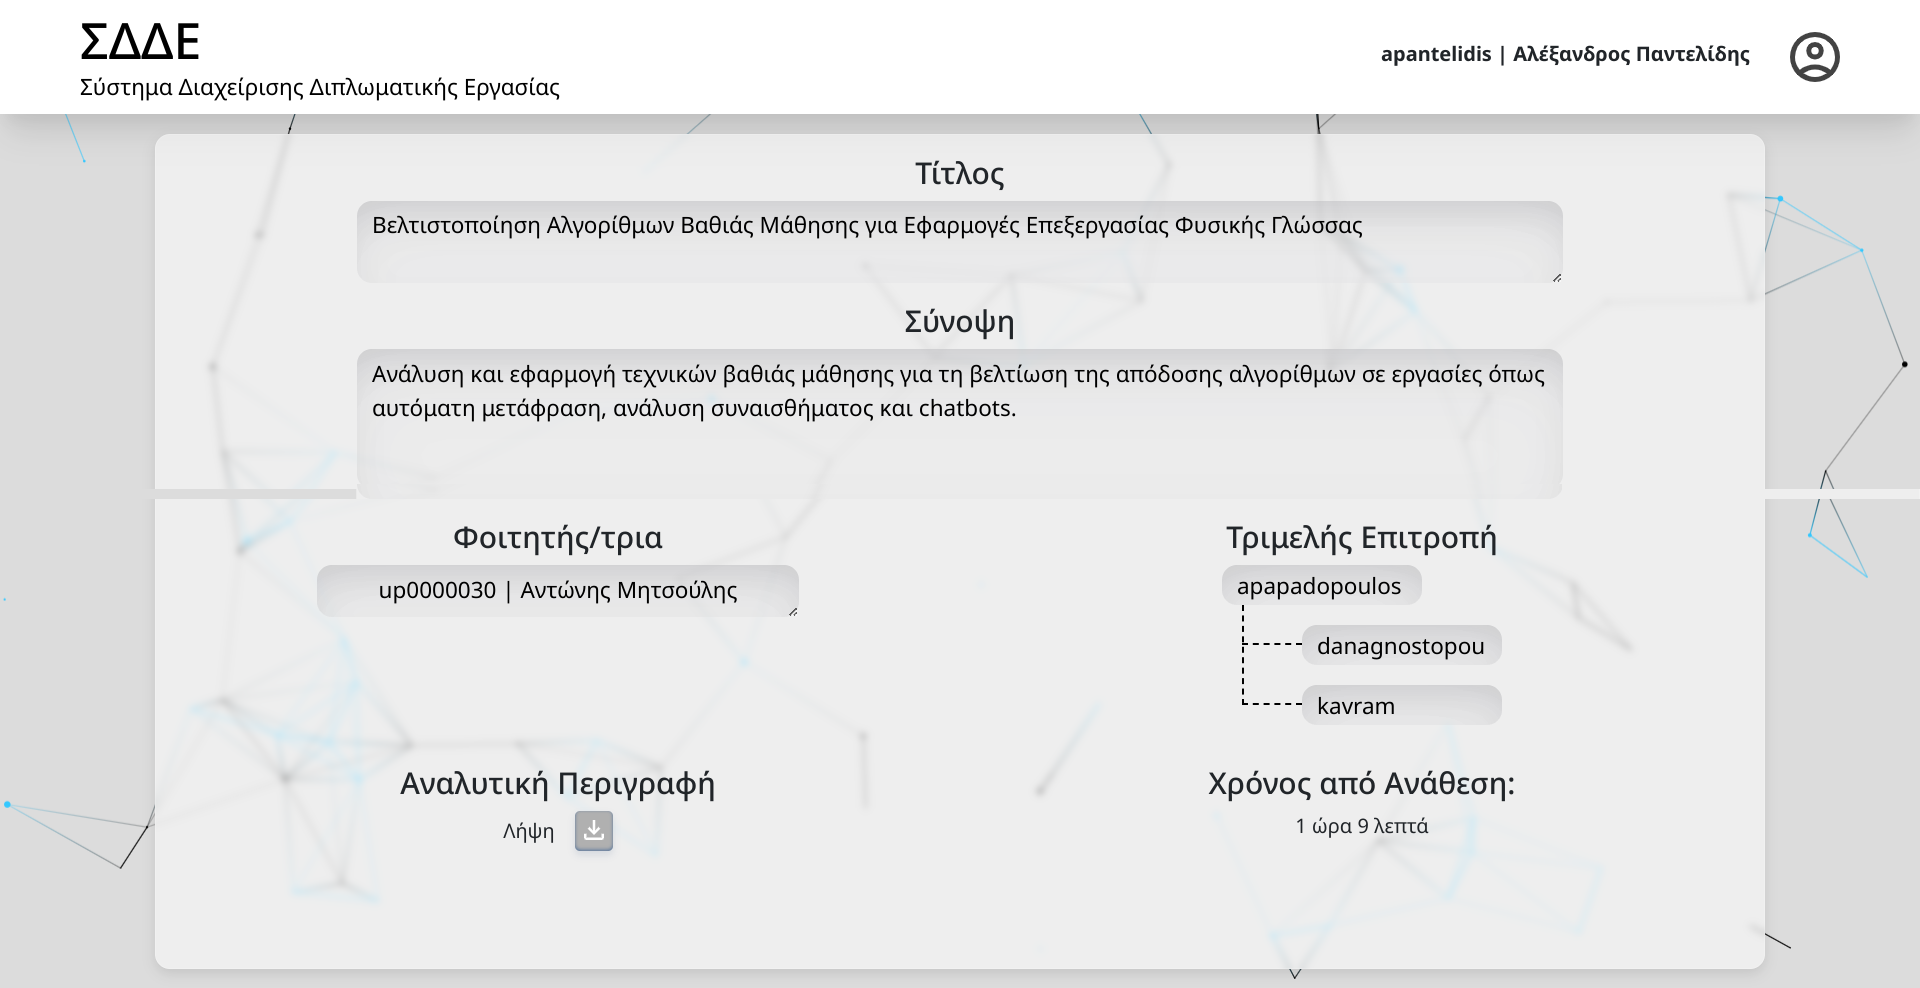 ΣΔΔΕ
Σύστημα Διαχείρισης Διπλωματικής Εργασίας
apantelidis | Αλέξανδρος Παντελίδης
Τίτλος
Βελτιστοποίηση Αλγορίθμων Βαθιάς Μάθησης για Εφαρμογές Επεξεργασίας Φυσικής Γλώσσας
Σύνοψη
Ανάλυση και εφαρμογή τεχνικών βαθιάς μάθησης για τη βελτίωση της απόδοσης αλγορίθμων σε εργασίες όπως
αυτόματη μετάφραση, ανάλυση συναισθήματος και chatbots.
Φοιτητής/τρια
up0000030 | Αντώνης Μητσούλης
Τριμελής Επιτροπή
apapadopoulos
danagnostopou
kavram
Αναλυτική Περιγραφή
Λήψη
Χρόνος από Ανάθεση:
1 ώρα 9 λεπτά